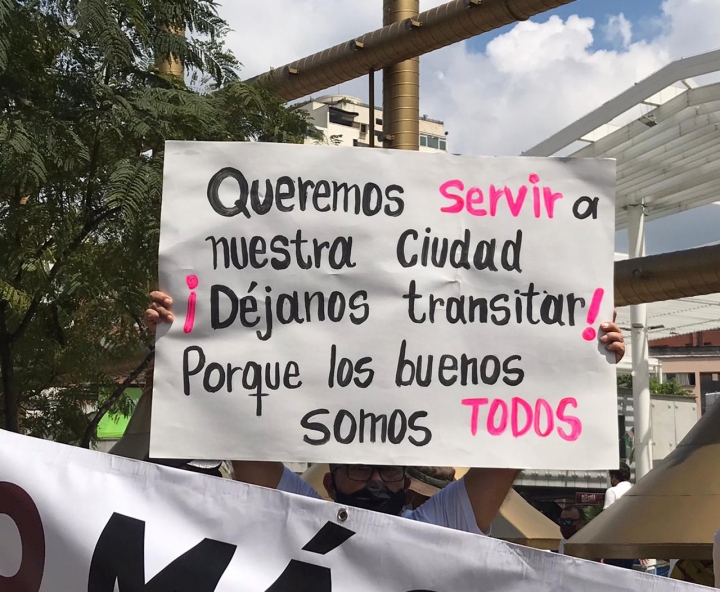 Queremos Servir a
nuestra Ciudad
¡Déjanos transitar!
Porque los buenos
somos TODOS